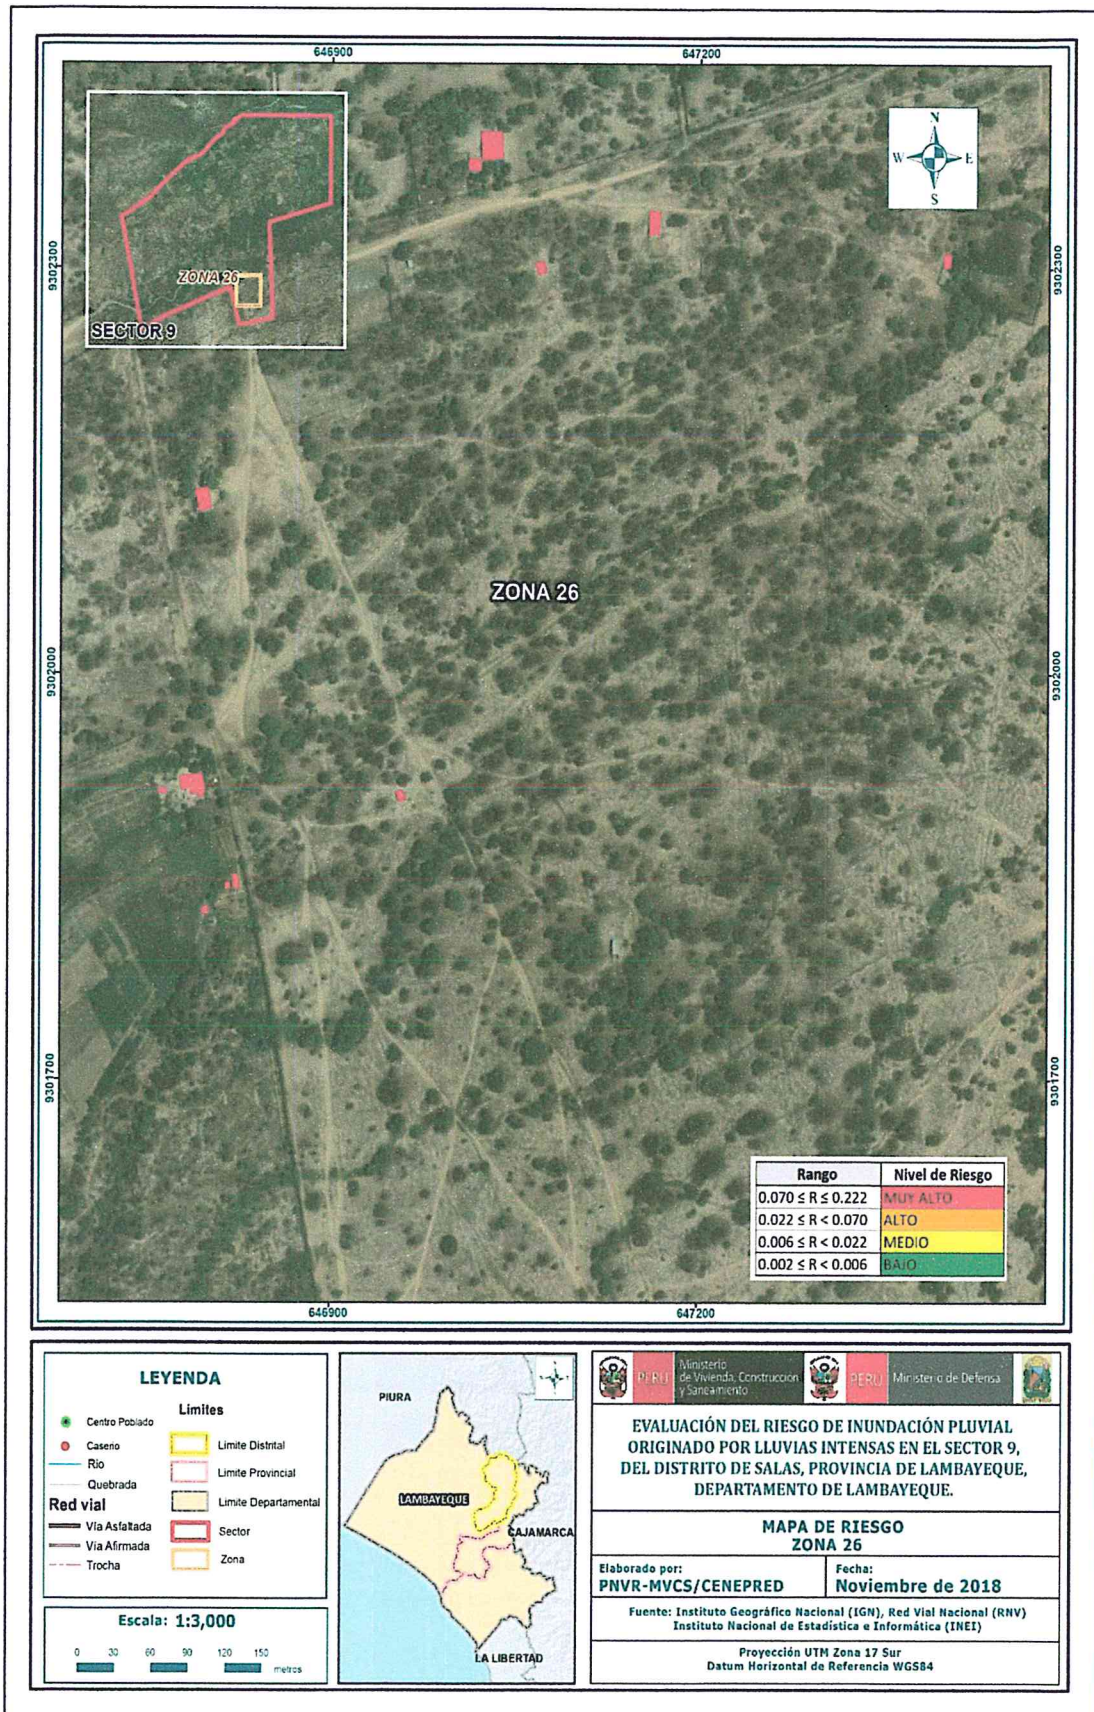 646900
647200
N
W
E
S
9302300
9302300
ZONA 26
SECTOR 9
ZONA 26
9302000
9302000
9301700
9301700
Rango Nivel de Riesgo
0.070 ≤ R ≤ 0.222 MUY ALTO
0.022 ≤ R < 0.070 ALTO
0.006 ≤ R < 0.022 MEDIO
0.002 ≤ R < 0.006 BAJO
646900
647200
LEYENDA
Centro Poblado
Caserio
Rio
Quebrada
Red vial
Vía Asfaltada
Vía Afirmada
Trocha
Limites
Limite Distrital
Limite Provincial
Limite Departamental
Sector
Zona
Escala: 1:3,000
0 30 60 90 120 150
metros
PIURA
LAMBAYEQUE
CAJAMARCA
LA LIBERTAD
PERÚ
Ministerio
de Vivienda, Construcción
y Saneamiento
PERÚ
Ministerio de Defensa
EVALUACIÓN DEL RIESGO DE INUNDACIÓN PLUVIAL
ORIGINADO POR LLUVIAS INTENSAS EN EL SECTOR 9,
DEL DISTRITO DE SALAS, PROVINCIA DE LAMBAYEQUE,
DEPARTAMENTO DE LAMBAYEQUE.
MAPA DE RIESGO
ZONA 26
Elaborado por:
PNVR-MVCS/CENEPRED
Fecha:
Noviembre de 2018
Fuente: Instituto Geográfico Nacional (IGN), Red Vial Nacional (RNV)
Instituto Nacional de Estadística e Informática (INEI)
Proyección UTM Zona 17 Sur
Datum Horizontal de Referencia WGS84